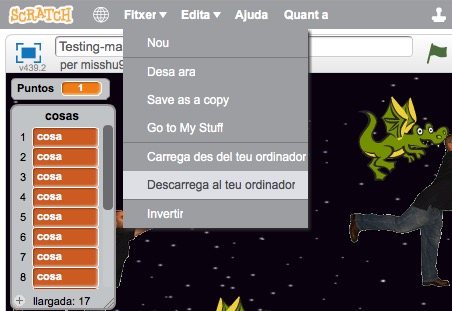 SCRATCH Fitxer Edita Ajuda Quant a
Testing-ma
v439.2
per misshu9
Nou
Desa ara
Save as a copy
Go to My Stuff
Carrega des del teu ordinador
Descarrega al teu ordinador
Invertir
Puntos 1
cosas
1 cosa
2 cosa
3 cosa
4 cosa
5 cosa
6 cosa
7 cosa
8 cosa
+ llargada: 17